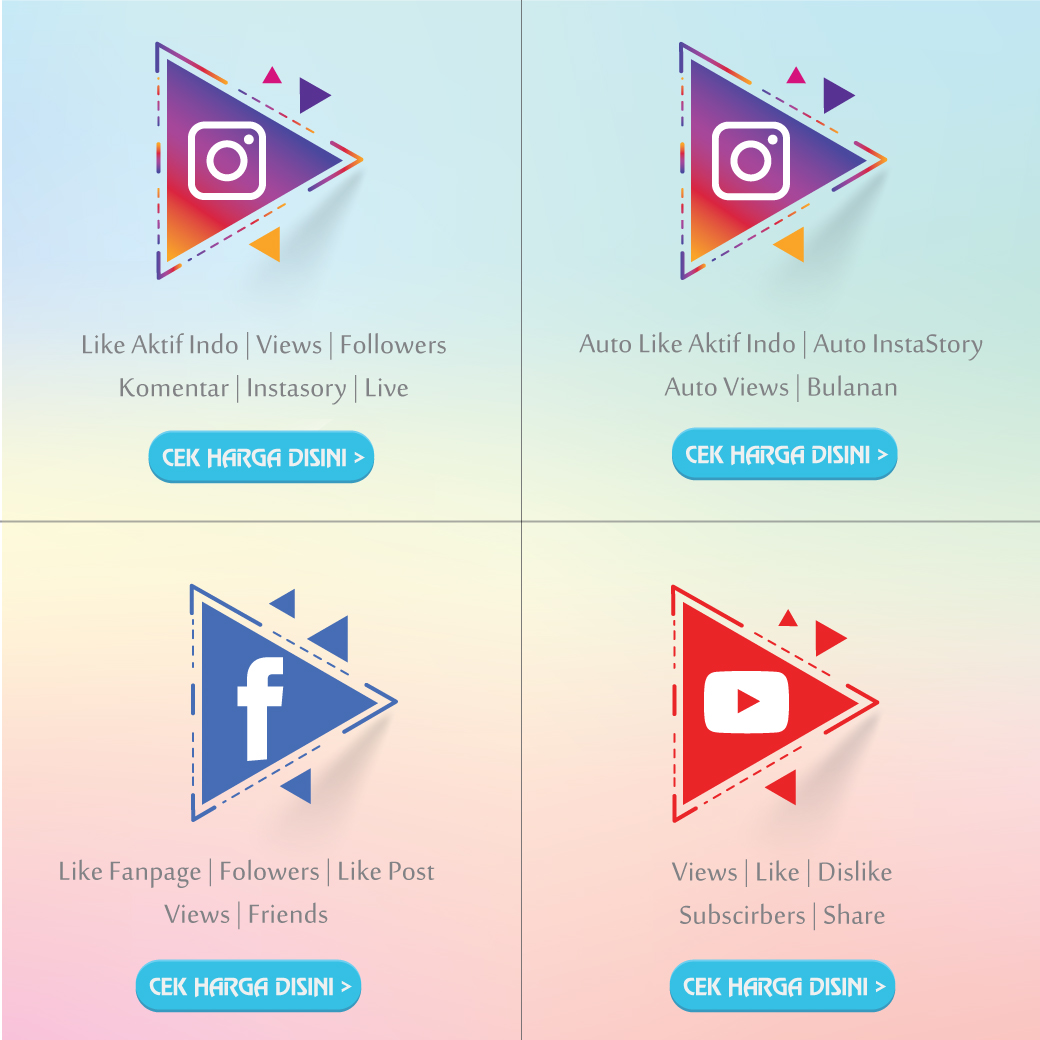 Like Aktif Indo | Views | Followers
Komentar | Instasory | Live
CEK HARGA DISINI >
Auto Like Aktif Indo | Auto InstaStory
Auto Views | Bulanan
CEK HARGA DISINI >
Like Fanpage | Folowers | Like Post
Views | Friends
CEK HARGA DISINI >
Views | Like | Dislike
Subscirbers | Share
CEK HARGA DISINI >